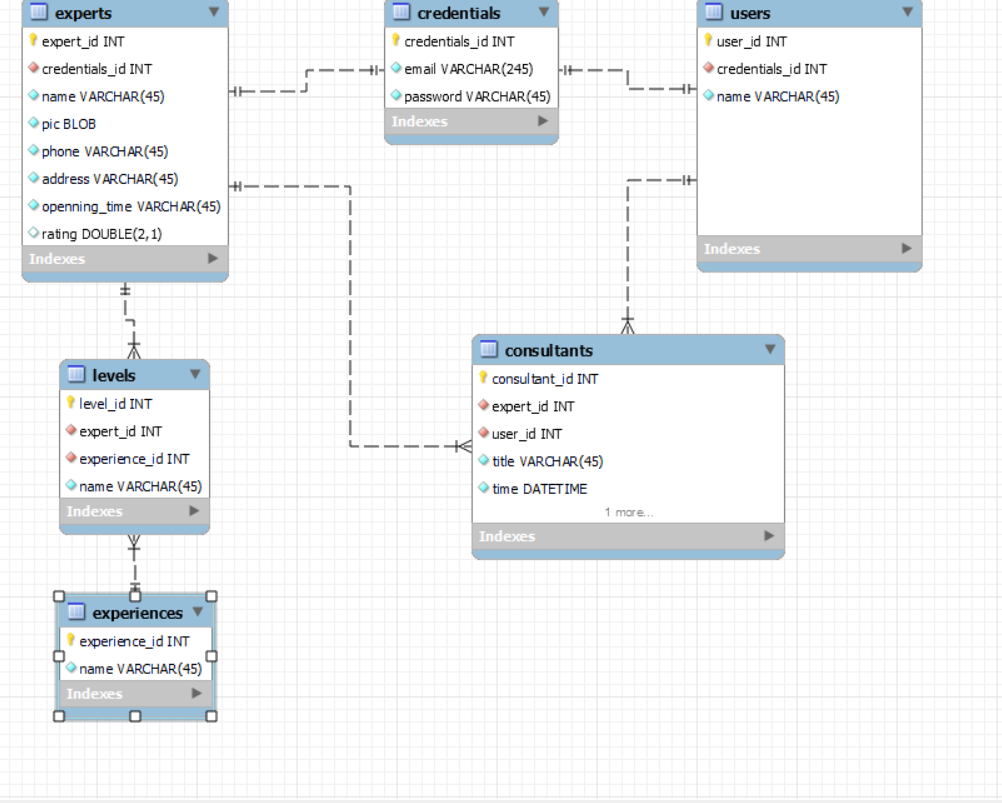 experts
expert_id INT
credentials_id INT
name VARCHAR(45)
pic BLOB
phone VARCHAR(45)
address VARCHAR(45)
openning_time VARCHAR(45)
rating DOUBLE(2,1)
Indexes
credentials
credentials_id INT
email VARCHAR(245)
password VARCHAR(45)
Indexes
users
user_id INT
credentials_id INT
name VARCHAR(45)
Indexes
levels
level_id INT
expert_id INT
experience_id INT
name VARCHAR(45)
Indexes
consultants
consultant_id INT
expert_id INT
user_id INT
title VARCHAR(45)
time DATETIME
1 more...
Indexes
experiences
experience_id INT
name VARCHAR(45)
Indexes